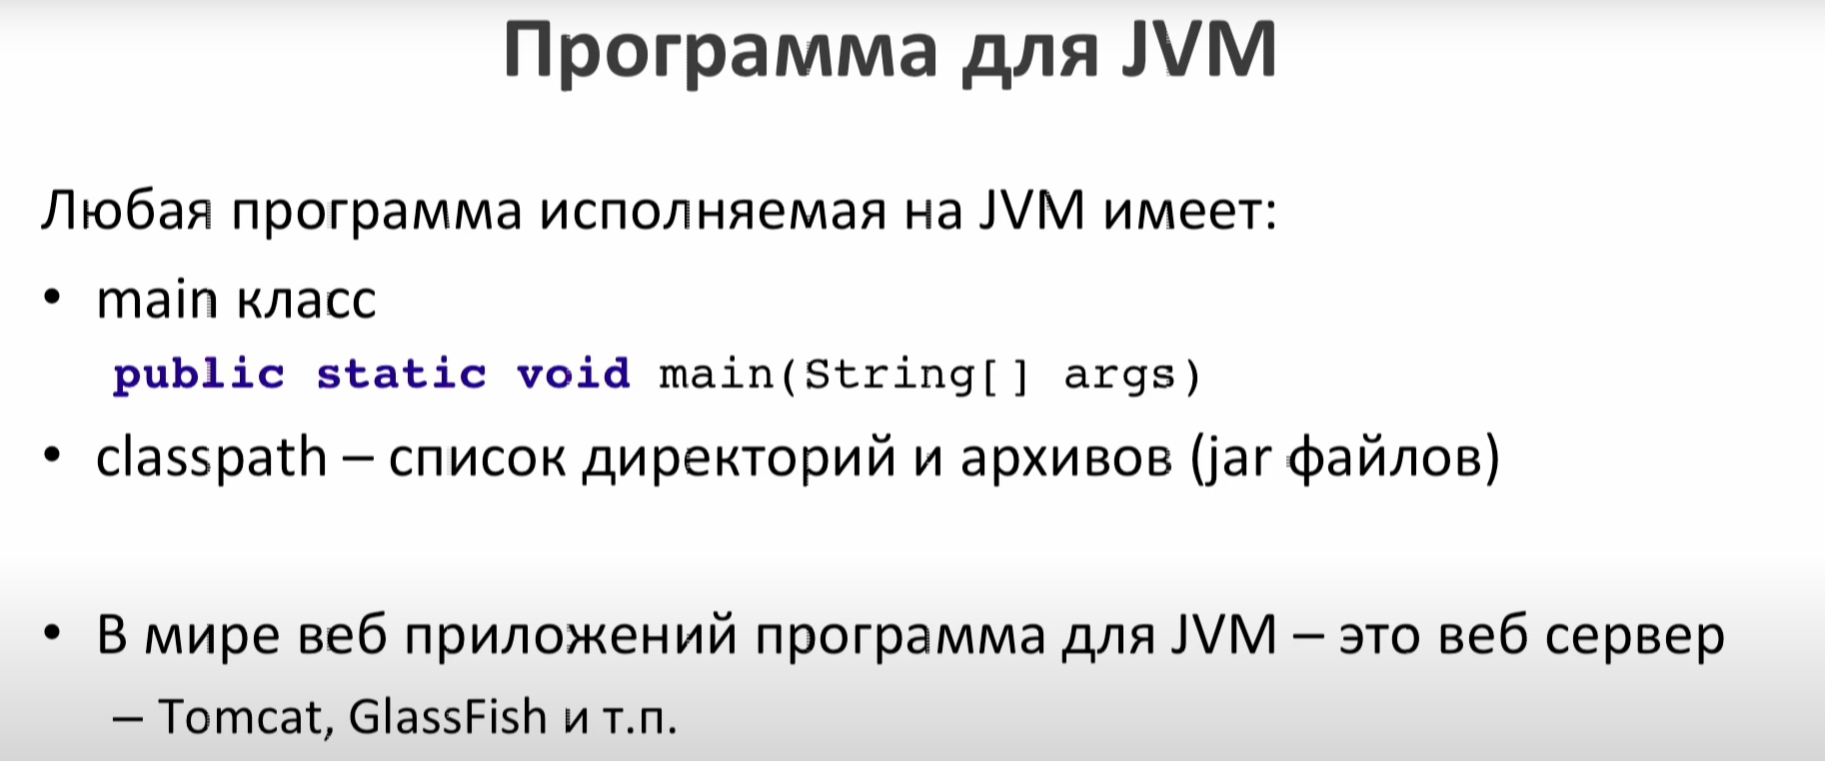 Программа для JVM
Любая программа исполняемая на JVM имеет:
• main класс
public static void main(String[] args)
• classpath – список директорий и архивов (jar файлов)
• В мире веб приложений программа для JVM – это веб сервер
– Tomcat, GlassFish и т.п.